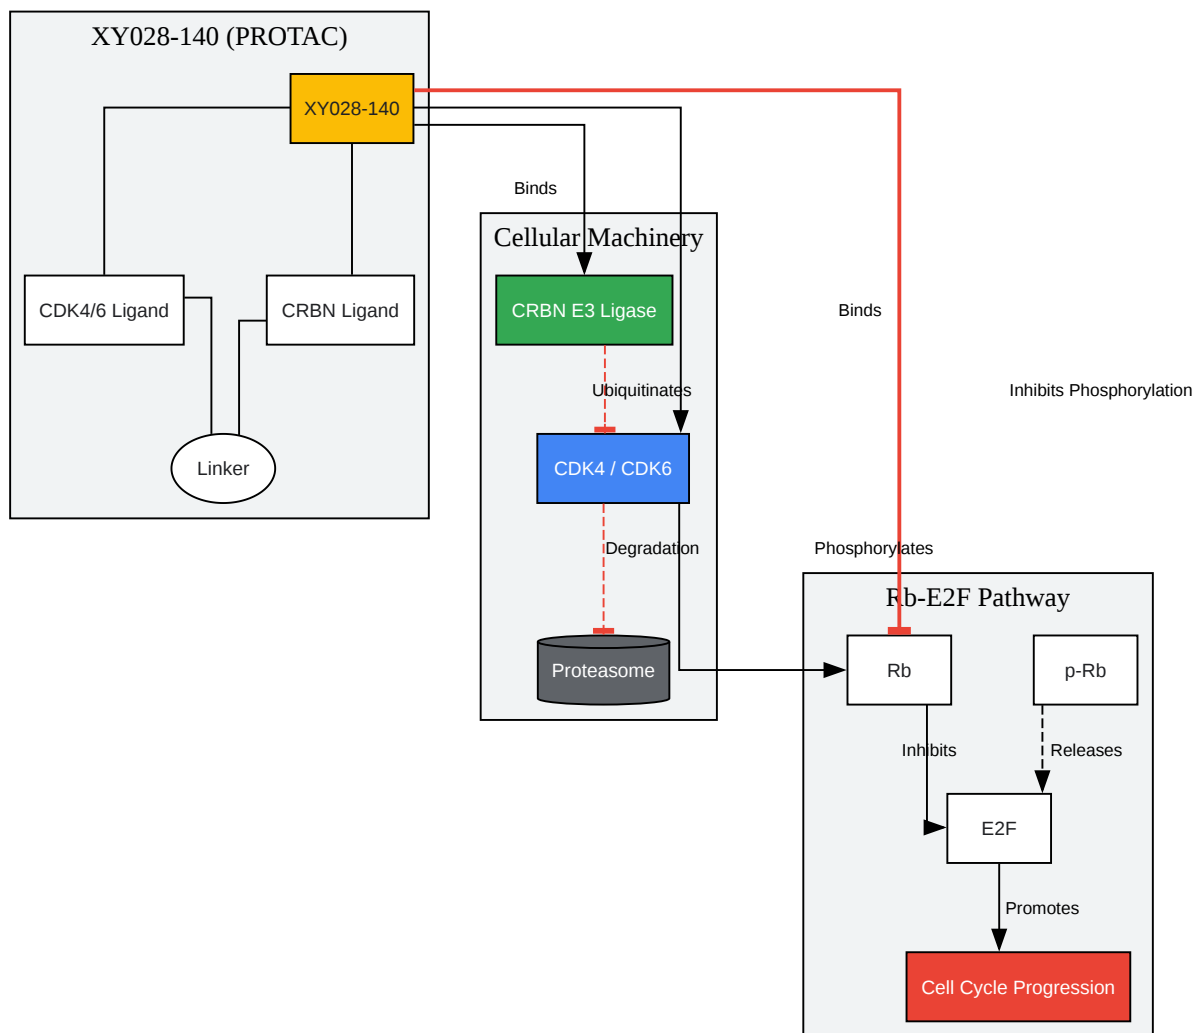 XY028-140 (PROTAC)
XY028-140
Binds
Cellular Machinery
CDK4/6 Ligand
CRBN Ligand
CRBN E3 Ligase
Binds
Ubiquitinates
Inhibits Phosphorylation
Linker
CDK4 / CDK6
Degradation
Phosphorylates
Rb-E2F Pathway
Proteasome
Rb
p-Rb
Inhibits
Releases
E2F
Promotes
Cell Cycle Progression